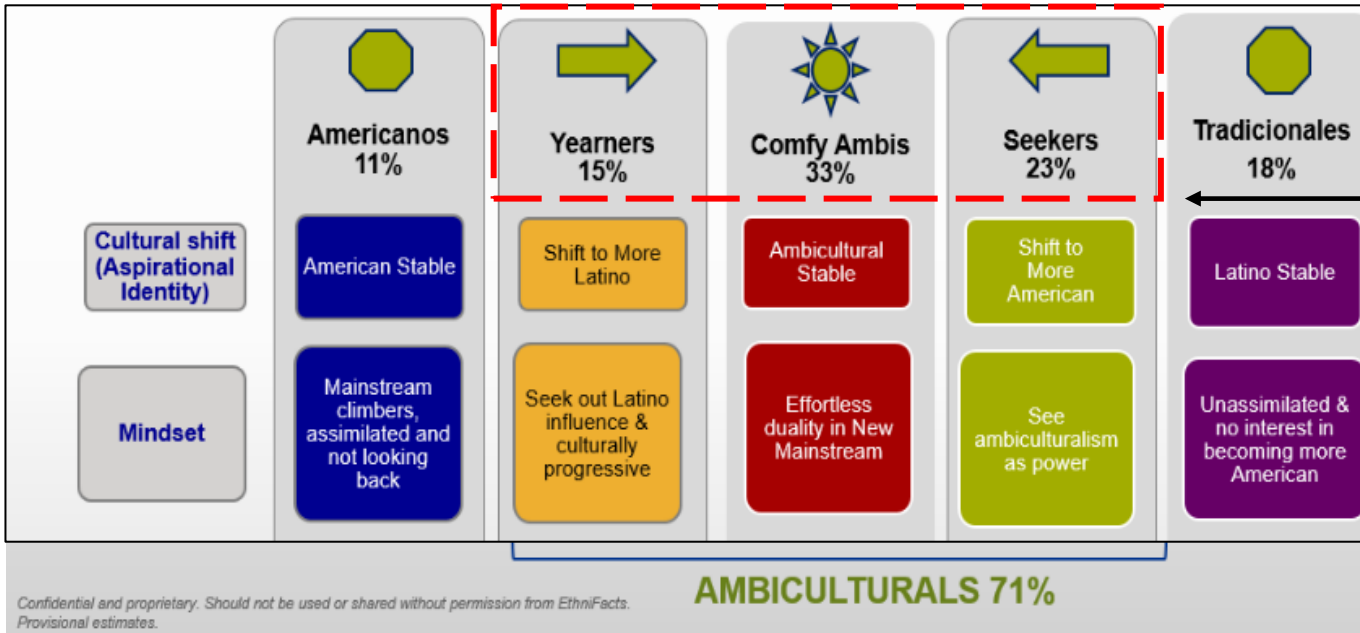 Americanos
11%
Yearners
15%
Comfy Ambis
33%
Seekers
23%
Tradicionales
18%
Cultural shift
(Aspirational
Identity)
American Stable
Shift to More
Latino
Ambicultural
Stable
Shift to
More
American
Latino Stable
Mindset
Mainstream
climbers,
assimilated and
not looking
back
Seek out Latino
influence &
culturally
progressive
Effortless
duality in New
Mainstream
See
ambiculturalism
as power
Unassimilated &
no interest in
becoming more
American
AMBICULTURALS 71%
Confidential and proprietary. Should not be used or shared without permission from EthniFacts.
Provisional estimates.